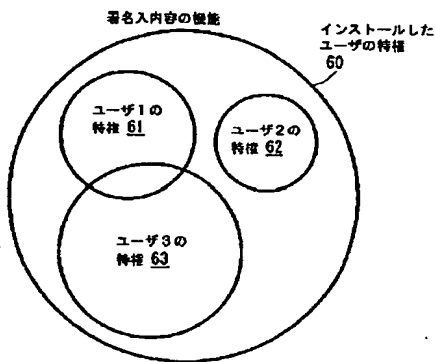 署名入内容の機能
インストールした
ユーザの特権
60
ユーザ1の
特権 61
ユーザ2の
特権 62
ユーザ3の
特権 63